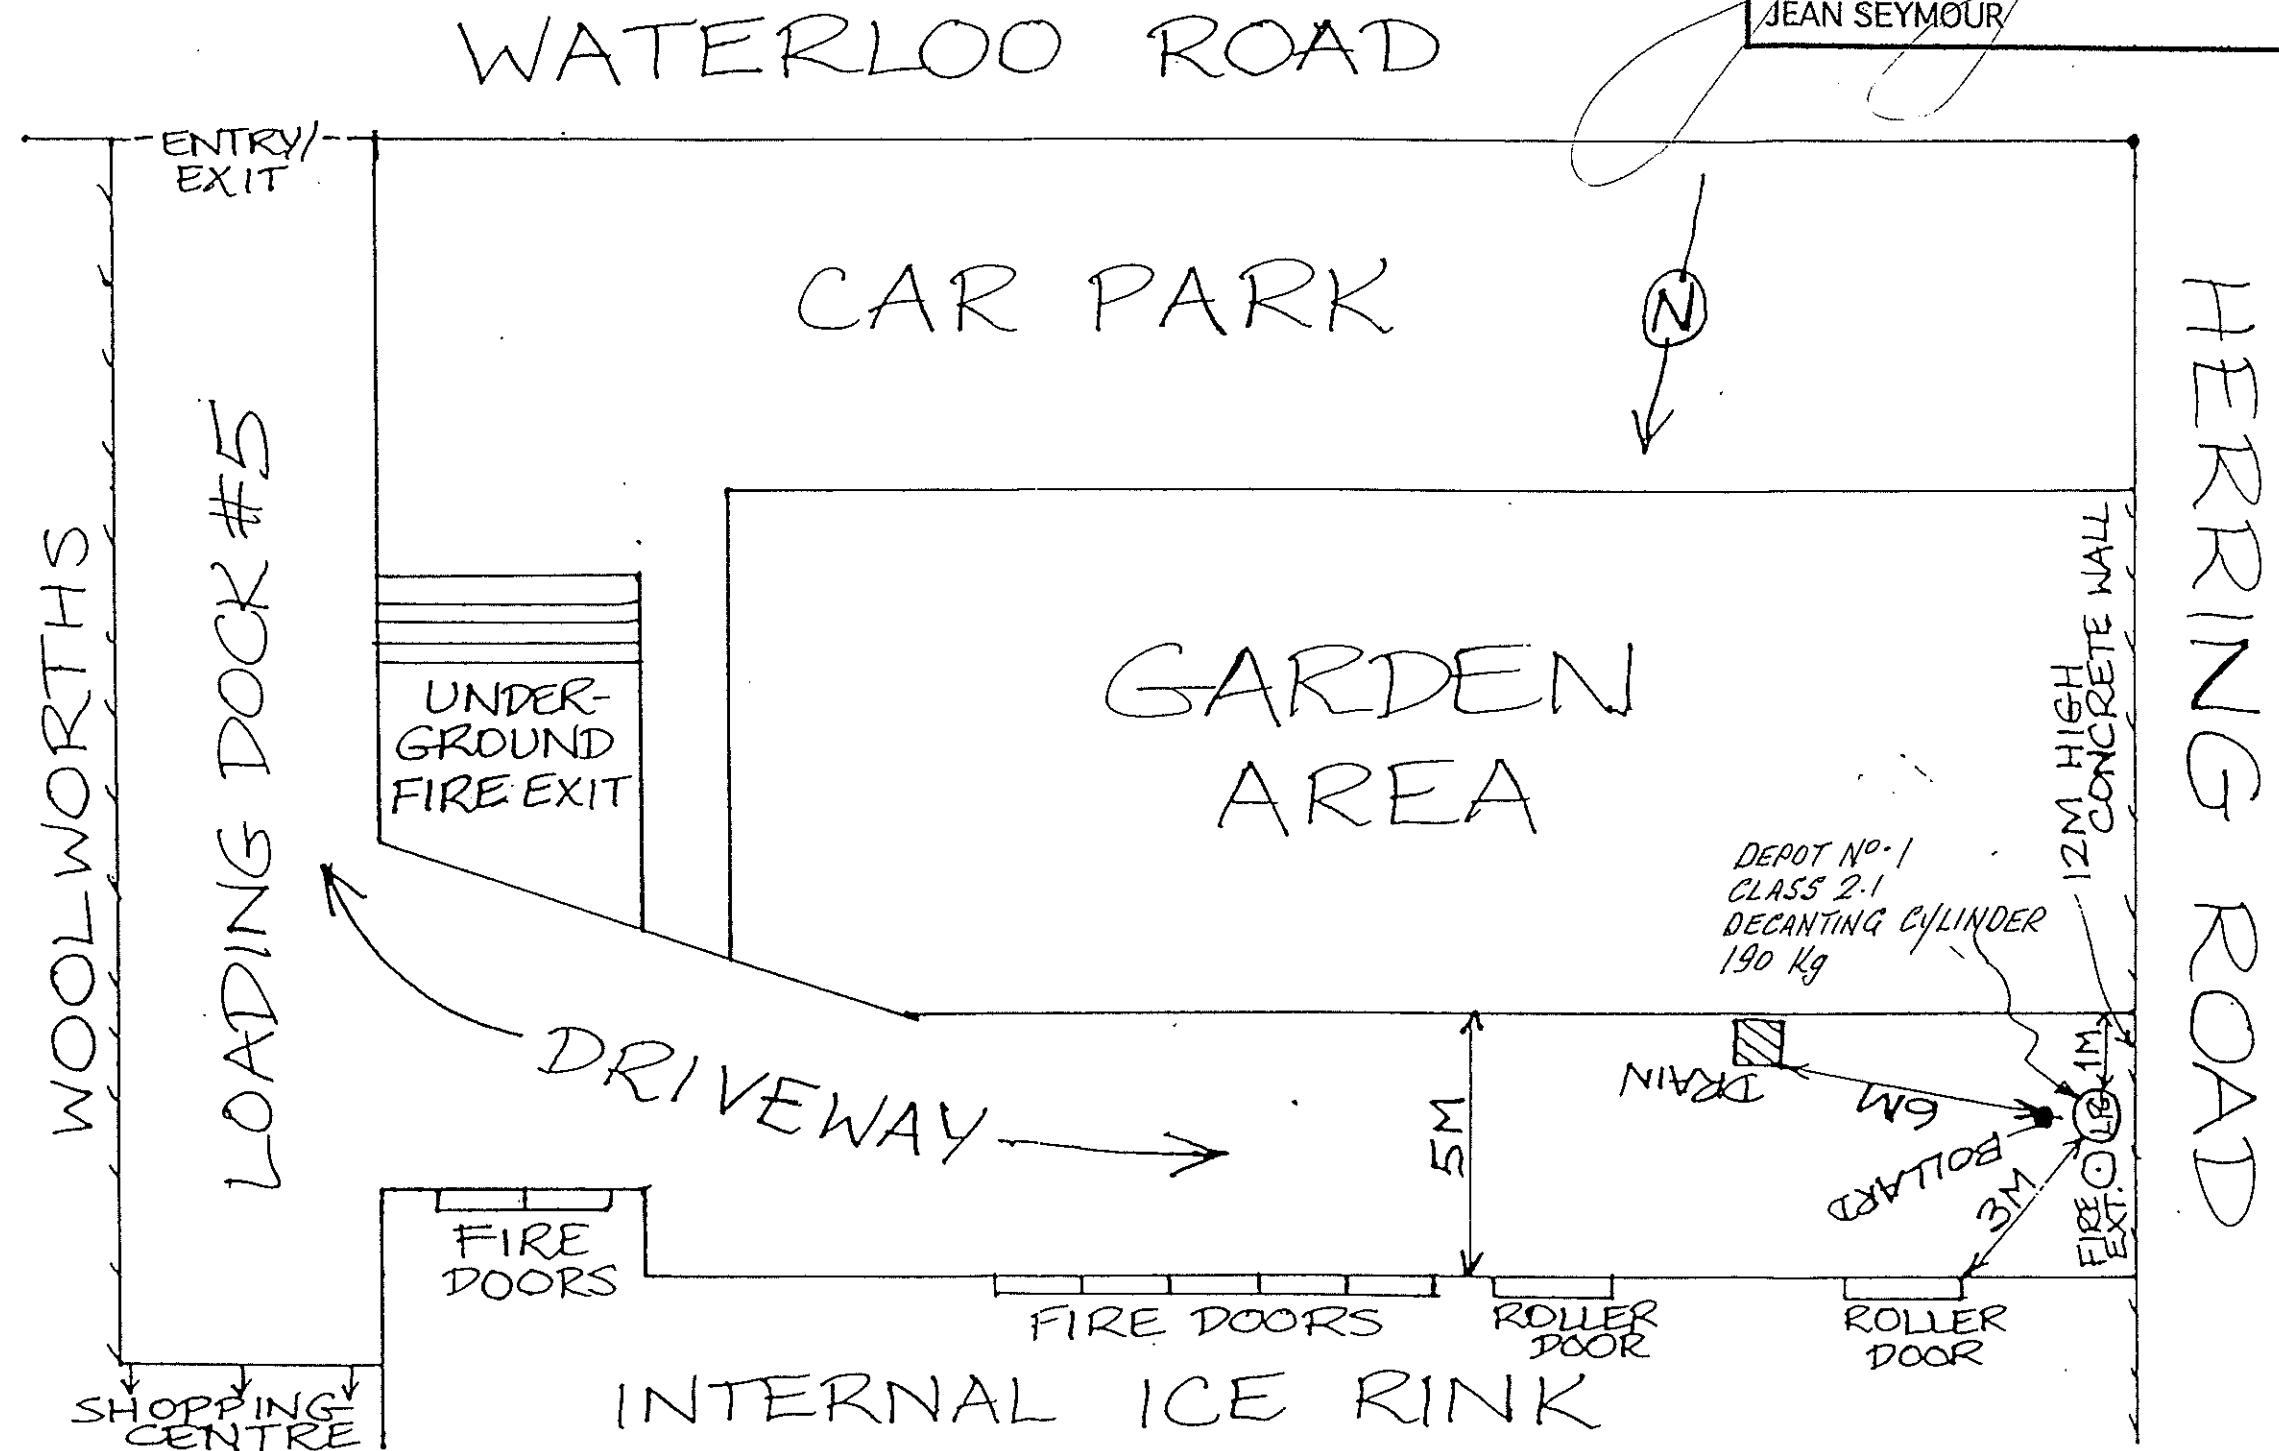 JEAN SEYMOUR
WATERLOO ROAD
ENTRY/
EXIT
CAR PARK
N
HERRING ROAD
WOOLWORTHS
LOADING DOCK #5
UNDER-
GROUND
FIRE EXIT
GARDEN
AREA
12M HIGH
CONCRETE WALL
DEPOT No. 1
CLASS 2.1
DECANTING CYLINDER
190 Kg
DRIVEWAY
5M
DRAIN
6M
1M
BOLLARD
3M
FIRE
EXT.
FIRE
DOORS
FIRE DOORS
ROLLER
DOOR
ROLLER
DOOR
SHOPPING
CENTRE
INTERNAL ICE RINK